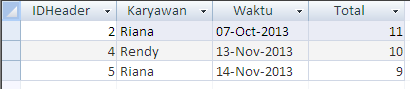 IDHeader Karyawan Waktu Total
2 Riana 07-Oct-2013 11
4 Rendy 13-Nov-2013 10
5 Riana 14-Nov-2013 9